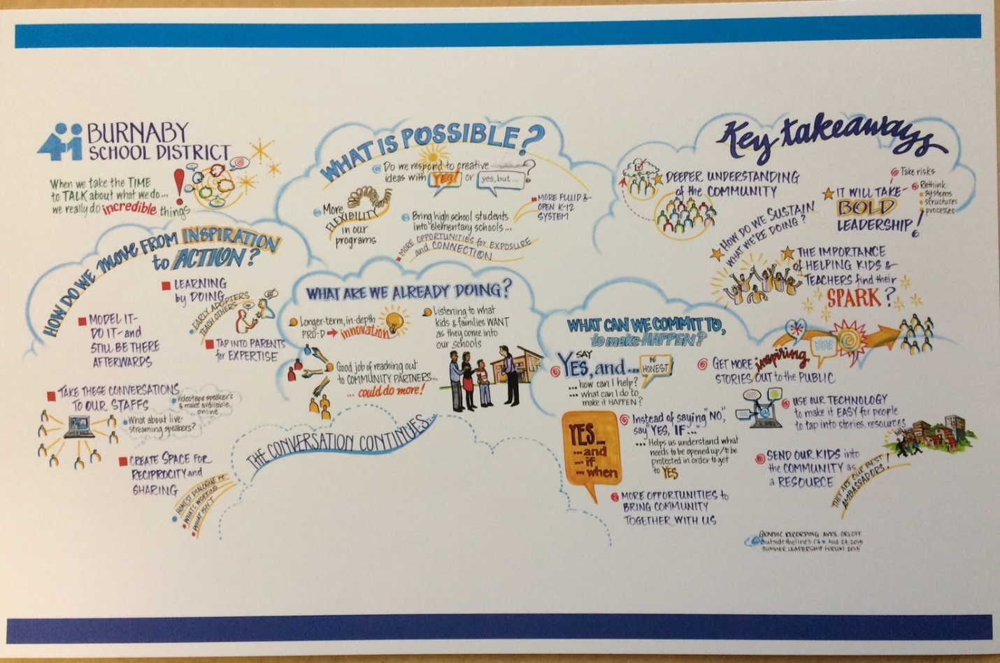 BURNABY
SCHOOL DISTRICT
When we take the TIME
to TALK about what we do...
we really do incredible things
!
HOW DO WE move FROM INSPIRATION
to ACTION?
LEARNING
by DOING
EARLY ADOPTERS
TEACH OTHERS
MODEL IT-
DO IT- and
STILL BE THERE
AFTERWARDS
TAP INTO PARENTS
for EXPERTISE
TAKE THESE CONVERSATIONS
TO OUR STAFFS
videotape speakers
& make available
online
What about live-
streaming speakers?
CREATE SPACE FOR
RECIPROCITY and
SHARING
HONEST DIALOGUE re
WHAT'S WORKING
WHAT ISN'T
WHAT IS POSSIBLE?
Do we respond to creative
ideas with YES! or yes, but... ?
More
FLEXIBILITY
in our
programs
Bring high school students
into elementary schools...
MORE OPPORTUNITIES for EXPOSURE
and CONNECTION
MORE FLUID &
OPEN K-12
SYSTEM
WHAT ARE WE ALREADY DOING?
Longer-term, in-depth
PRO-D → innovation
Listening to what
kids & families WANT
as they come into
our schools
Good job of reaching out
to COMMUNITY PARTNERS...
... could do more!
THE CONVERSATION CONTINUES...
WHAT CAN WE COMMIT TO,
to make HAPPEN?
SAY
YES, and...
BE
HONEST!
... how can I help?
... what can I do to
make it HAPPEN?
YES...
... and
... if
... when
Instead of saying "NO,"
say "YES, IF..."
... Helps us understand what
needs to be opened up/to be
protected in order to get
to YES
MORE OPPORTUNITIES to
BRING COMMUNITY
TOGETHER WITH US
GET MORE inspiring
STORIES OUT to the PUBLIC
USE OUR TECHNOLOGY
to make it EASY for people
to tap into stories, resources
SEND OUR KIDS into
the COMMUNITY as
a RESOURCE
THEY ARE OUR BEST
AMBASSADORS!
Key takeaways
DEEPER UNDERSTANDING
of the COMMUNITY
IT WILL TAKE
BOLD
LEADERSHIP!
Take risks
Rethink
systems
structures
processes
HOW DO WE SUSTAIN
WHAT WE'RE DOING?
THE IMPORTANCE
of HELPING KIDS &
TEACHERS find their
SPARK?
GRAPHIC RECORDING AVRIL ORLOFF
outsidethelines.ca • Aug 27, 2015
SUMMER LEADERSHIP FORUM 2015